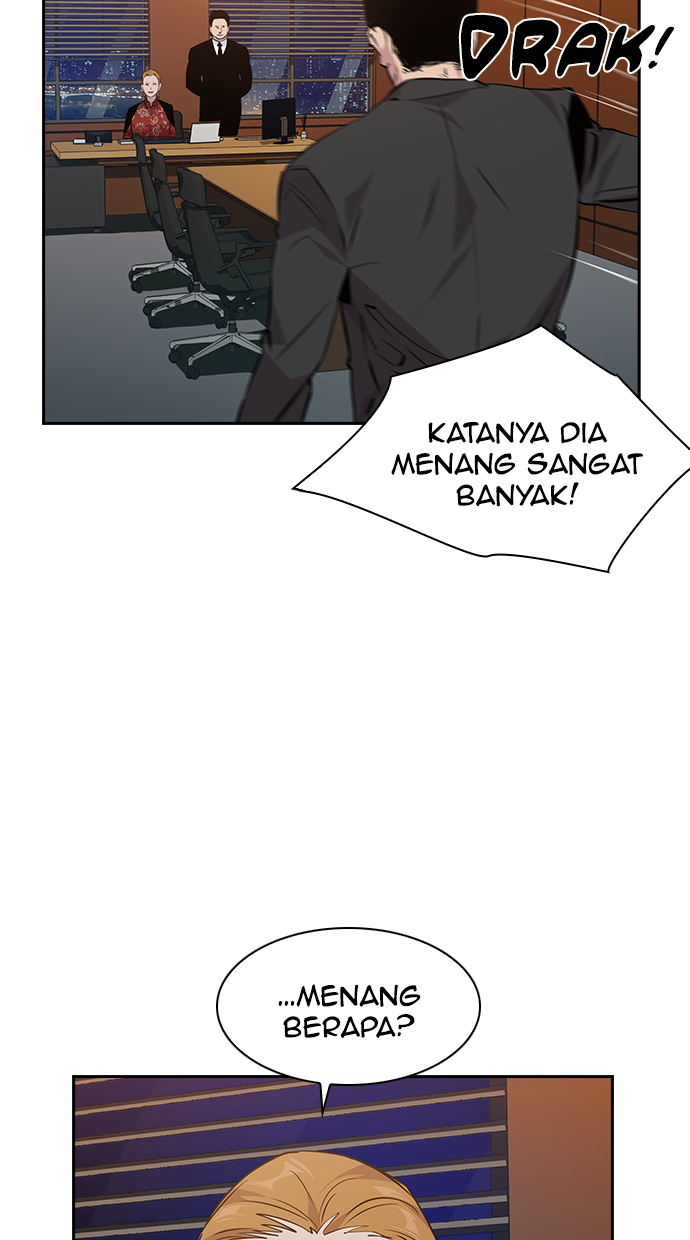 DRAK!
KATANYA DIA
MENANG SANGAT
BANYAK!
...MENANG
BERAPA?